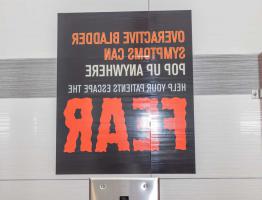 OVERACTIVE BLADDER
SYMPTOMS CAN
POP UP ANYWHERE
HELP YOUR PATIENTS ESCAPE THE
FEAR